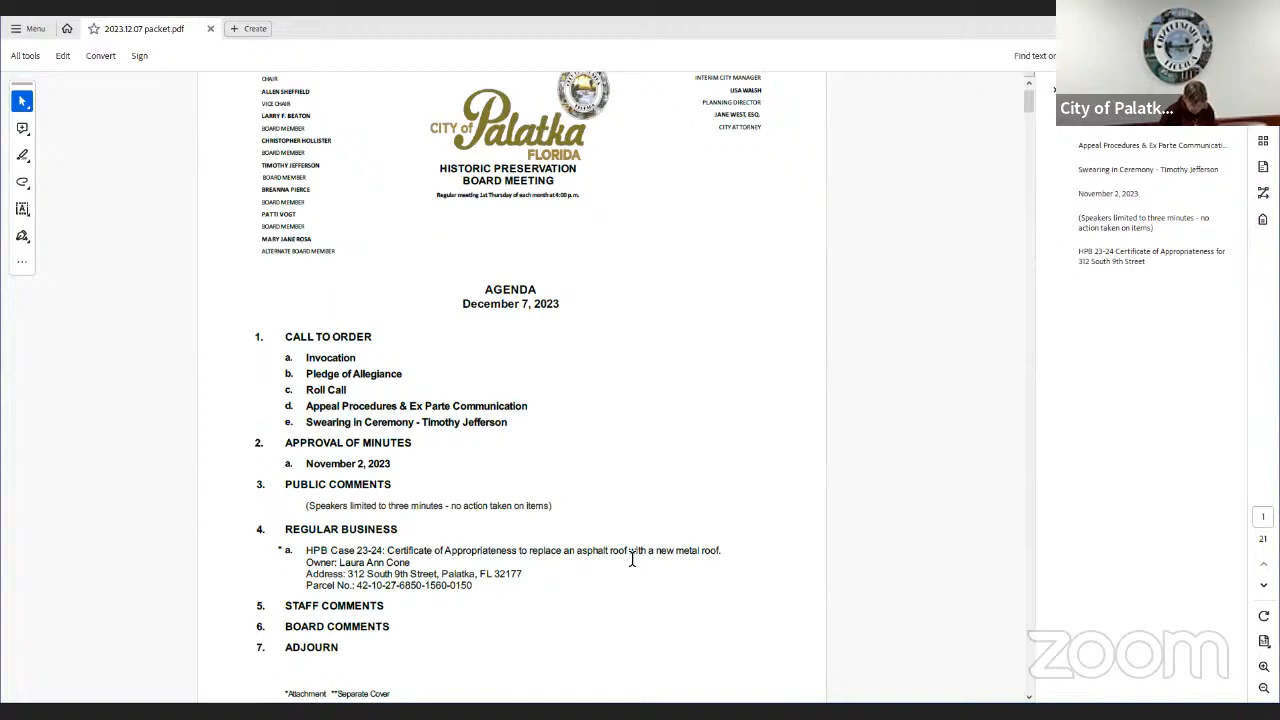 Menu
2023.12.07 packet.pdf
Create
All tools
Edit
Convert
Sign
Find text or
CHAIR
ALLEN SHEFFIELD
VICE CHAIR
LARRY F. BEATON
BOARD MEMBER
CHRISTOPHER HOLLISTER
BOARD MEMBER
TIMOTHY JEFFERSON
BOARD MEMBER
BREANNA PIERCE
BOARD MEMBER
PATTI VOGT
BOARD MEMBER
MARY JANE ROSA
ALTERNATE BOARD MEMBER
CITY OF Palatka
FLORIDA
HISTORIC PRESERVATION
BOARD MEETING
Regular meeting 1st Thursday of each month at 4:00 p.m.
INTERIM CITY MANAGER
LISA WALSH
PLANNING DIRECTOR
JANE WEST, ESQ.
CITY ATTORNEY
AGENDA
December 7, 2023
1. CALL TO ORDER
a. Invocation
b. Pledge of Allegiance
c. Roll Call
d. Appeal Procedures & Ex Parte Communication
e. Swearing in Ceremony - Timothy Jefferson
2. APPROVAL OF MINUTES
a. November 2, 2023
3. PUBLIC COMMENTS
(Speakers limited to three minutes - no action taken on items)
4. REGULAR BUSINESS
* a. HPB Case 23-24: Certificate of Appropriateness to replace an asphalt roof with a new metal roof.
Owner: Laura Ann Cone
Address: 312 South 9th Street, Palatka, FL 32177
Parcel No.: 42-10-27-6850-1560-0150
5. STAFF COMMENTS
6. BOARD COMMENTS
7. ADJOURN
*Attachment **Separate Cover
City of Palatk...
Appeal Procedures & Ex Parte Communicati...
Swearing in Ceremony - Timothy Jefferson
November 2, 2023
(Speakers limited to three minutes - no
action taken on items)
HPB 23-24 Certificate of Appropriateness for
312 South 9th Street
1
21
zoom